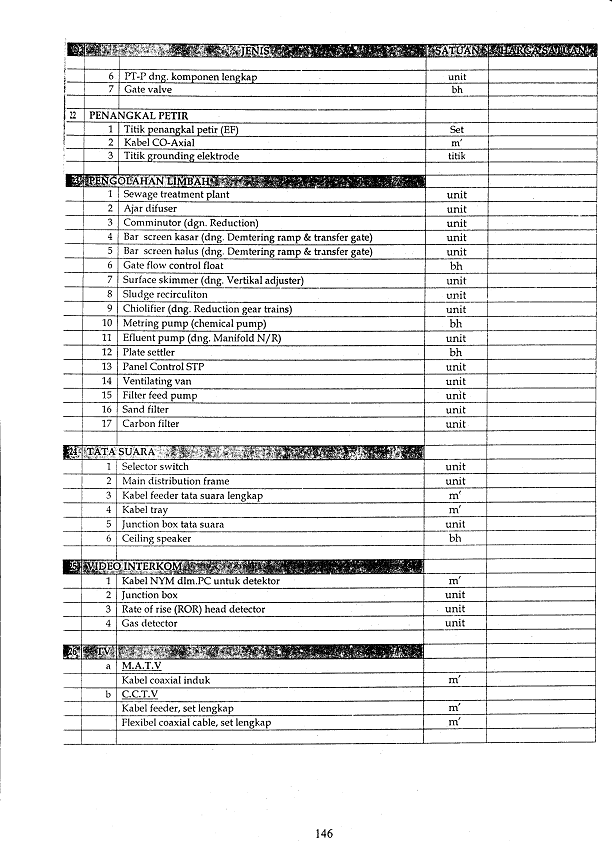 NO JENIS SATUAN HARGA SATUAN
6 PT-P dng. komponen lengkap unit
7 Gate valve bh
22 PENANGKAL PETIR
1 Titik penangkal petir (EF) Set
2 Kabel CO-Axial m'
3 Titik grounding elektrode titik
23 PENGOLAHAN LIMBAH
1 Sewage treatment plant unit
2 Ajar difuser unit
3 Comminutor (dgn. Reduction) unit
4 Bar screen kasar (dng. Demtering ramp & transfer gate) unit
5 Bar screen halus (dng. Demtering ramp & transfer gate) unit
6 Gate flow control float bh
7 Surface skimmer (dng. Vertikal adjuster) unit
8 Sludge recirculiton unit
9 Chiolifier (dng. Reduction gear trains) unit
10 Metring pump (chemical pump) bh
11 Efluent pump (dng. Manifold N/R) unit
12 Plate settler bh
13 Panel Control STP unit
14 Ventilating van unit
15 Filter feed pump unit
16 Sand filter unit
17 Carbon filter unit
24 TATA SUARA
1 Selector switch unit
2 Main distribution frame unit
3 Kabel feeder tata suara lengkap m'
4 Kabel tray m'
5 Junction box tata suara unit
6 Ceiling speaker bh
25 VIDEO INTERKOM
1 Kabel NYM dlm.PC untuk detektor m'
2 Junction box unit
3 Rate of rise (ROR) head detector unit
4 Gas detector unit
26 TV
a M.A.T.V
Kabel coaxial induk m'
b C.C.T.V
Kabel feeder, set lengkap m'
Flexibel coaxial cable, set lengkap m'
146